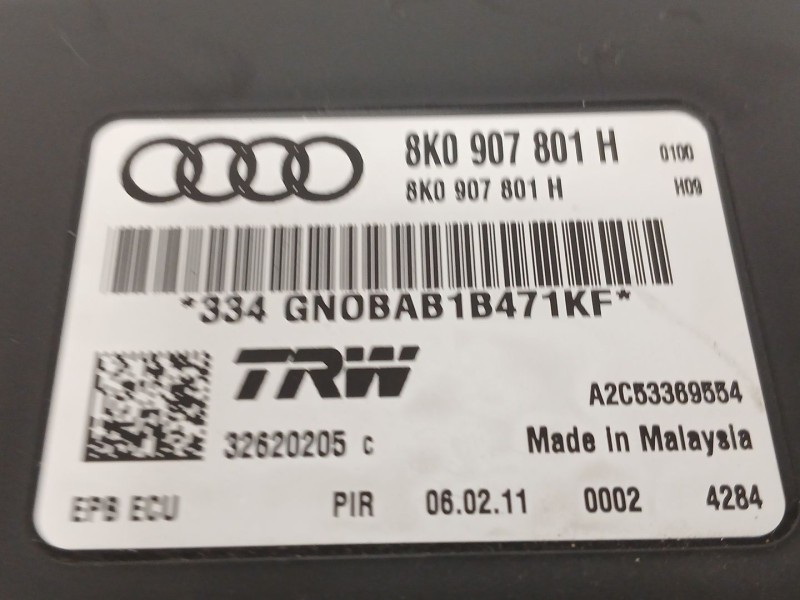 8K0 907 801 H 0100
8K0 907 801 H H09
*334 GN0BAB1B471KF*
TRW
A2C53369554
32620205 c Made in Malaysia
EPB ECU PIR 06.02.11 0002 4284